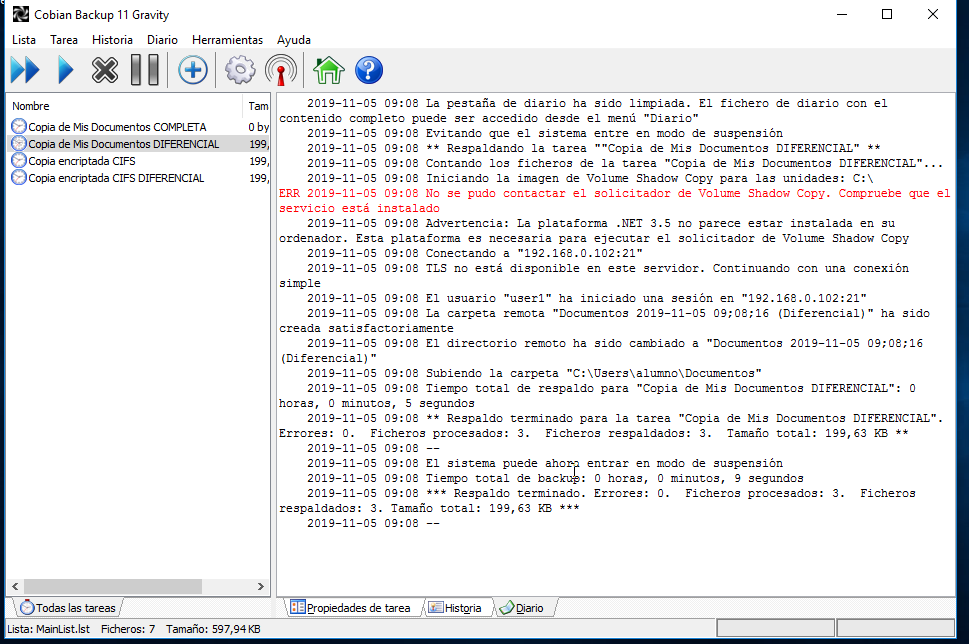 Cobian Backup 11 Gravity
Lista Tarea Historia Diario Herramientas Ayuda
Nombre Tam
Copia de Mis Documentos COMPLETA 0 by
Copia de Mis Documentos DIFERENCIAL 199,
Copia encriptada CIFS 199,
Copia encriptada CIFS DIFERENCIAL 199,
2019-11-05 09:08 La pestaña de diario ha sido limpiada. El fichero de diario con el
contenido completo puede ser accedido desde el menú "Diario"
2019-11-05 09:08 Evitando que el sistema entre en modo de suspensión
2019-11-05 09:08 ** Respaldando la tarea ""Copia de Mis Documentos DIFERENCIAL" **
2019-11-05 09:08 Contando los ficheros de la tarea "Copia de Mis Documentos DIFERENCIAL"...
2019-11-05 09:08 Iniciando la imagen de Volume Shadow Copy para las unidades: C:\
ERR 2019-11-05 09:08 No se pudo contactar el solicitador de Volume Shadow Copy. Compruebe que el
servicio está instalado
2019-11-05 09:08 Advertencia: La plataforma .NET 3.5 no parece estar instalada en su
ordenador. Esta plataforma es necesaria para ejecutar el solicitador de Volume Shadow Copy
2019-11-05 09:08 Conectando a "192.168.0.102:21"
2019-11-05 09:08 TLS no está disponible en este servidor. Continuando con una conexión
simple
2019-11-05 09:08 El usuario "user1" ha iniciado una sesión en "192.168.0.102:21"
2019-11-05 09:08 La carpeta remota "Documentos 2019-11-05 09;08;16 (Diferencial)" ha sido
creada satisfactoriamente
2019-11-05 09:08 El directorio remoto ha sido cambiado a "Documentos 2019-11-05 09;08;16
(Diferencial)"
2019-11-05 09:08 Subiendo la carpeta "C:\Users\alumno\Documentos"
2019-11-05 09:08 Tiempo total de respaldo para "Copia de Mis Documentos DIFERENCIAL": 0
horas, 0 minutos, 5 segundos
2019-11-05 09:08 ** Respaldo terminado para la tarea "Copia de Mis Documentos DIFERENCIAL".
Errores: 0. Ficheros procesados: 3. Ficheros respaldados: 3. Tamaño total: 199,63 KB **
2019-11-05 09:08 --
2019-11-05 09:08 El sistema puede ahora entrar en modo de suspensión
2019-11-05 09:08 Tiempo total de backup: 0 horas, 0 minutos, 9 segundos
2019-11-05 09:08 *** Respaldo terminado. Errores: 0. Ficheros procesados: 3. Ficheros
respaldados: 3. Tamaño total: 199,63 KB ***
2019-11-05 09:08 --
Todas las tareas
Propiedades de tarea Historia Diario
Lista: MainList.lst Ficheros: 7 Tamaño: 597,94 KB